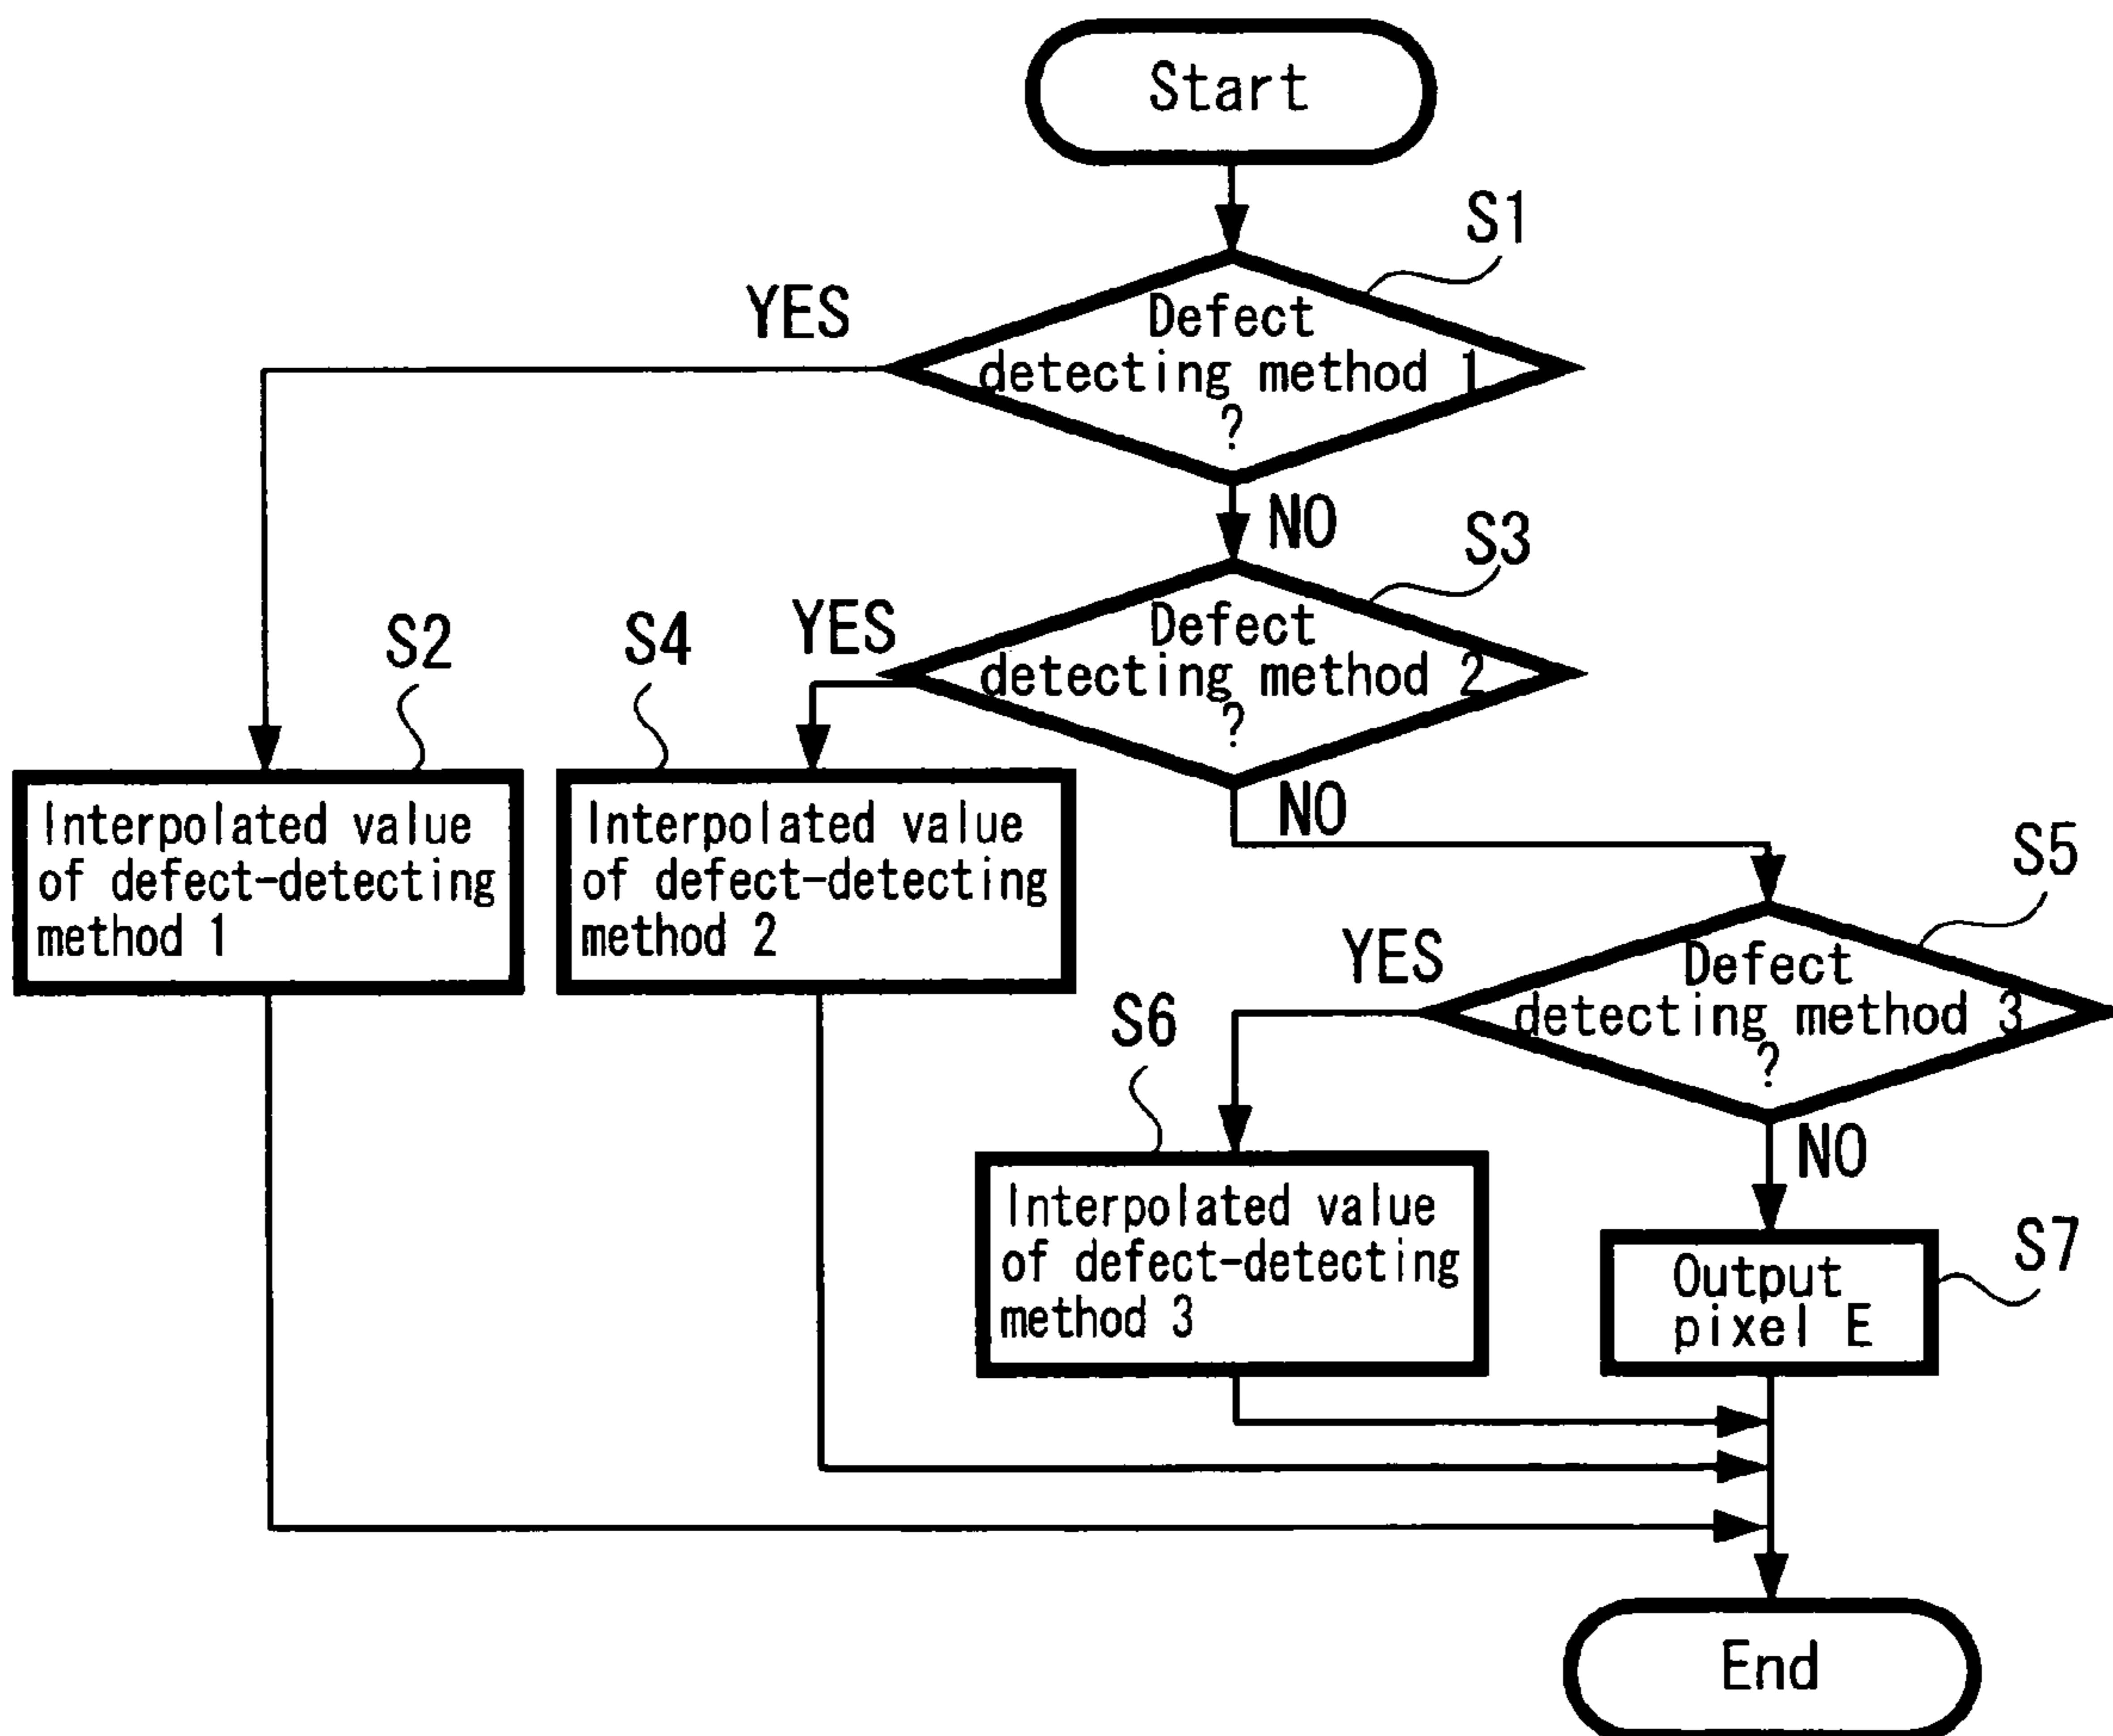 Start
S1
YES
Defect
detecting method 1
?
NO
S3
YES
Defect
detecting method 2
?
S2
S4
NO
Interpolated value
of defect-detecting
method 1
Interpolated value
of defect-detecting
method 2
S5
YES
Defect
detecting method 3
?
S6
NO
Interpolated value
of defect-detecting
method 3
S7
Output
pixel E
End